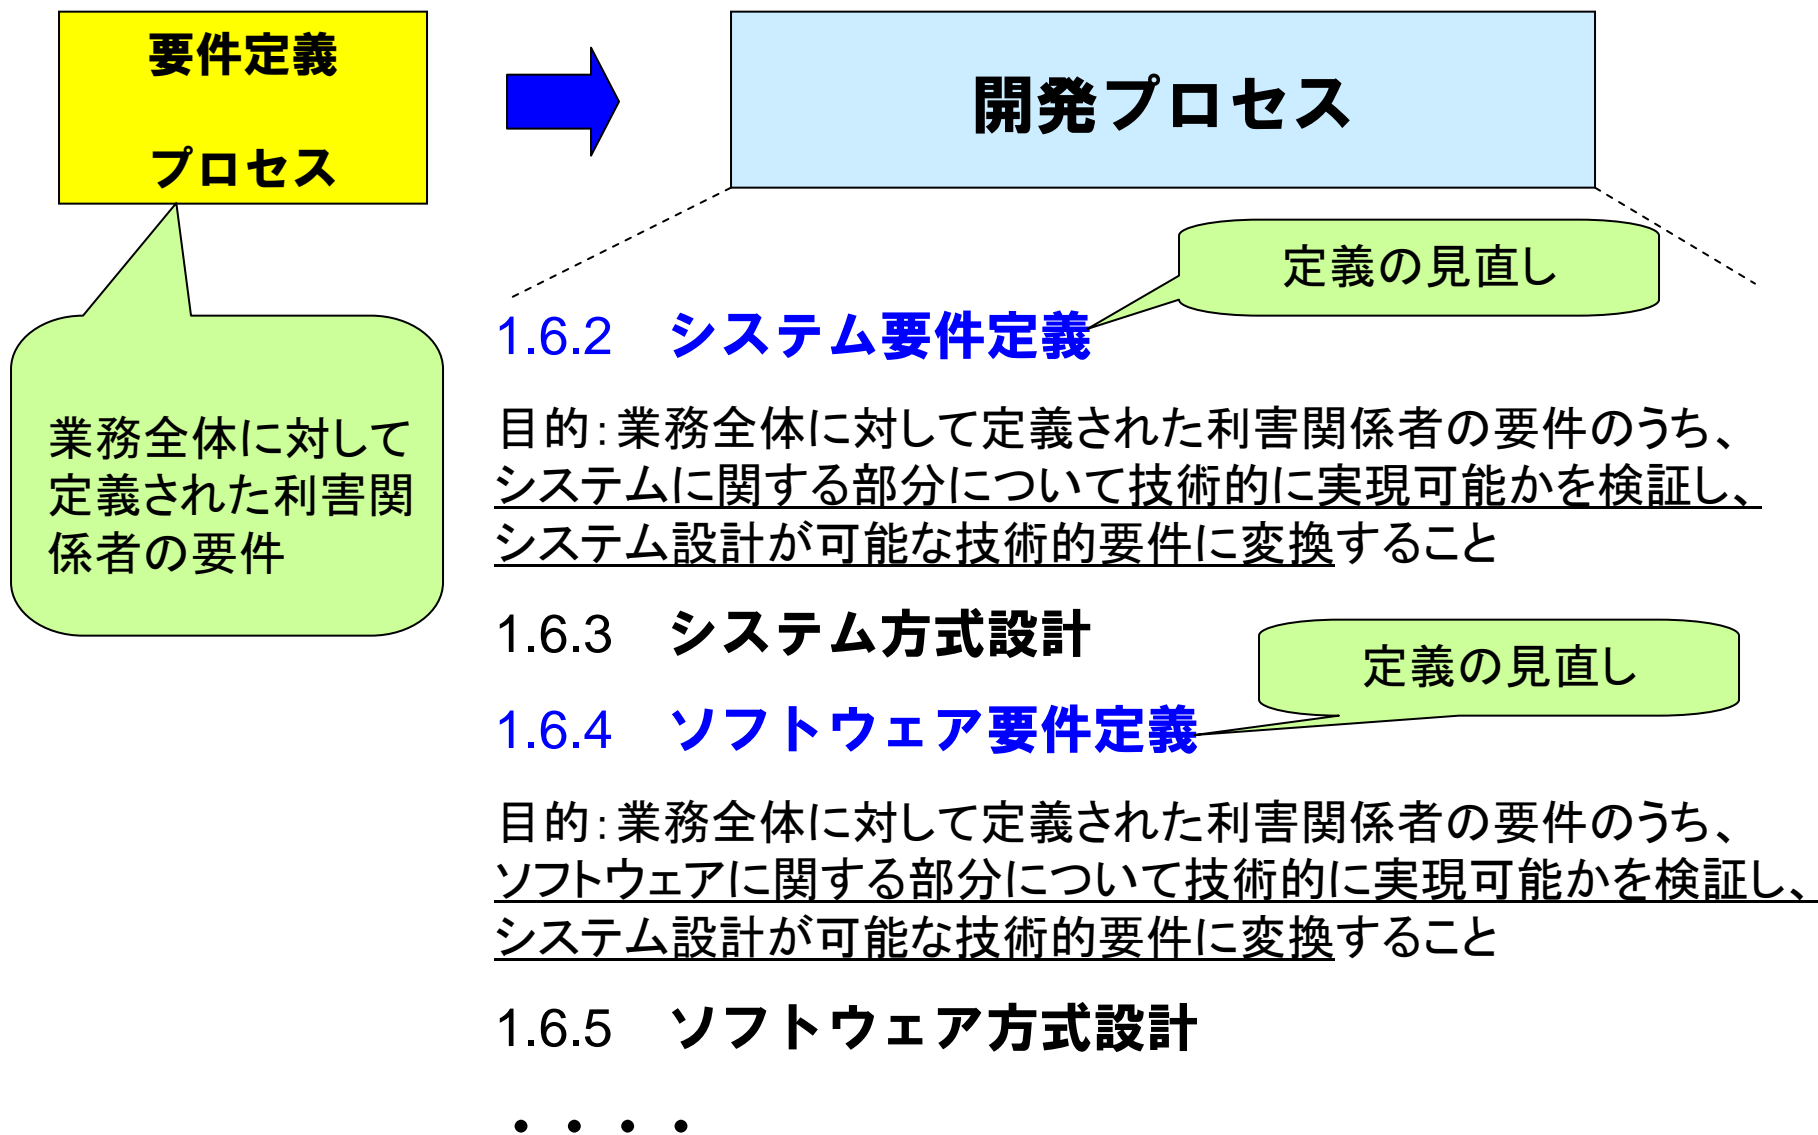 要件定義
プロセス
開発プロセス
業務全体に対して
定義された利害関
係者の要件
定義の見直し
1.6.2　システム要件定義
目的：業務全体に対して定義された利害関係者の要件のうち、
システムに関する部分について技術的に実現可能かを検証し、
システム設計が可能な技術的要件に変換すること
1.6.3　システム方式設計
定義の見直し
1.6.4　ソフトウェア要件定義
目的：業務全体に対して定義された利害関係者の要件のうち、
ソフトウェアに関する部分について技術的に実現可能かを検証し、
システム設計が可能な技術的要件に変換すること
1.6.5　ソフトウェア方式設計
・・・・